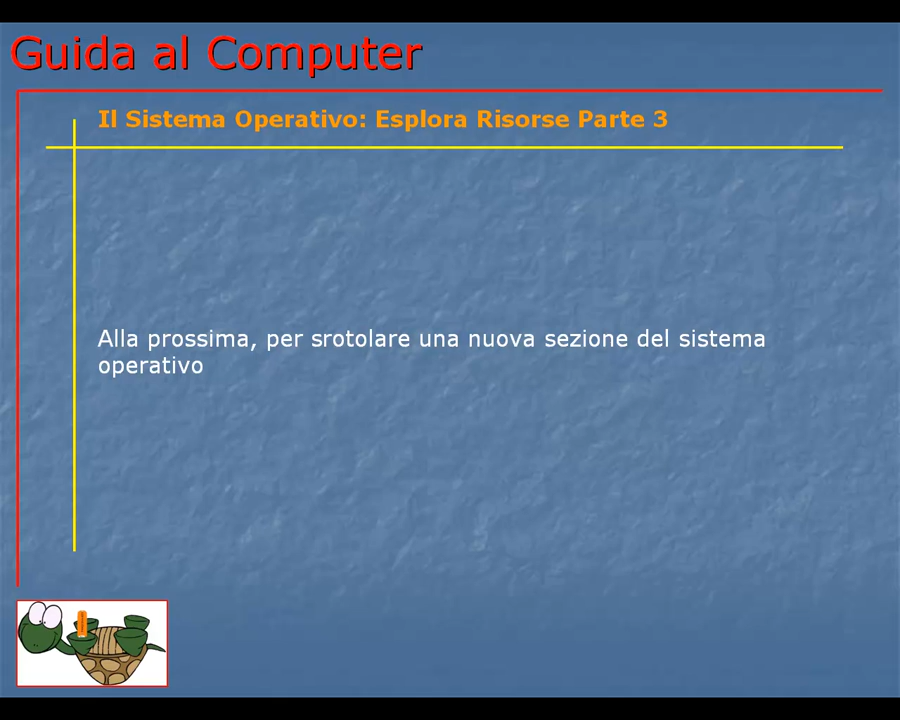 Guida al Computer
Il Sistema Operativo: Esplora Risorse Parte 3
Alla prossima, per srotolare una nuova sezione del sistema
operativo